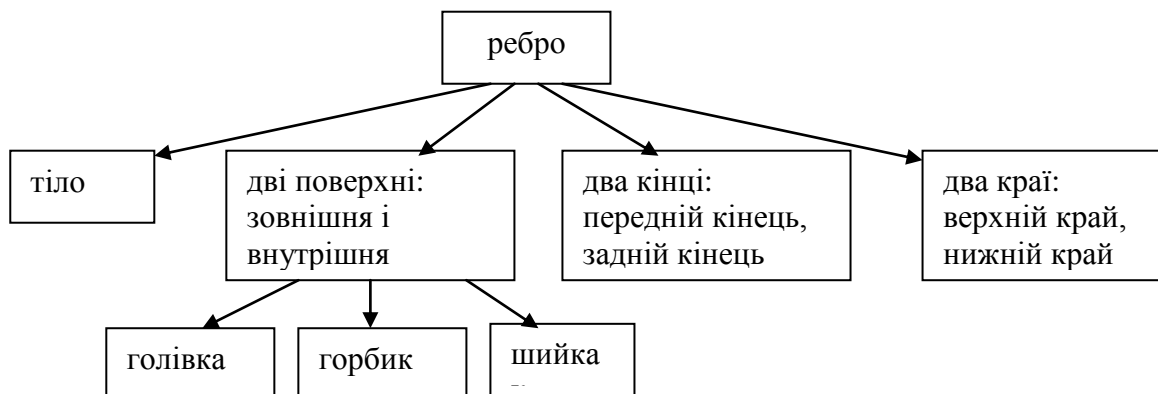 ребро
тіло
дві поверхні:
зовнішня і
внутрішня
два кінці:
передній кінець,
задній кінець
два краї:
верхній край,
нижній край
голівка
горбик
шийка